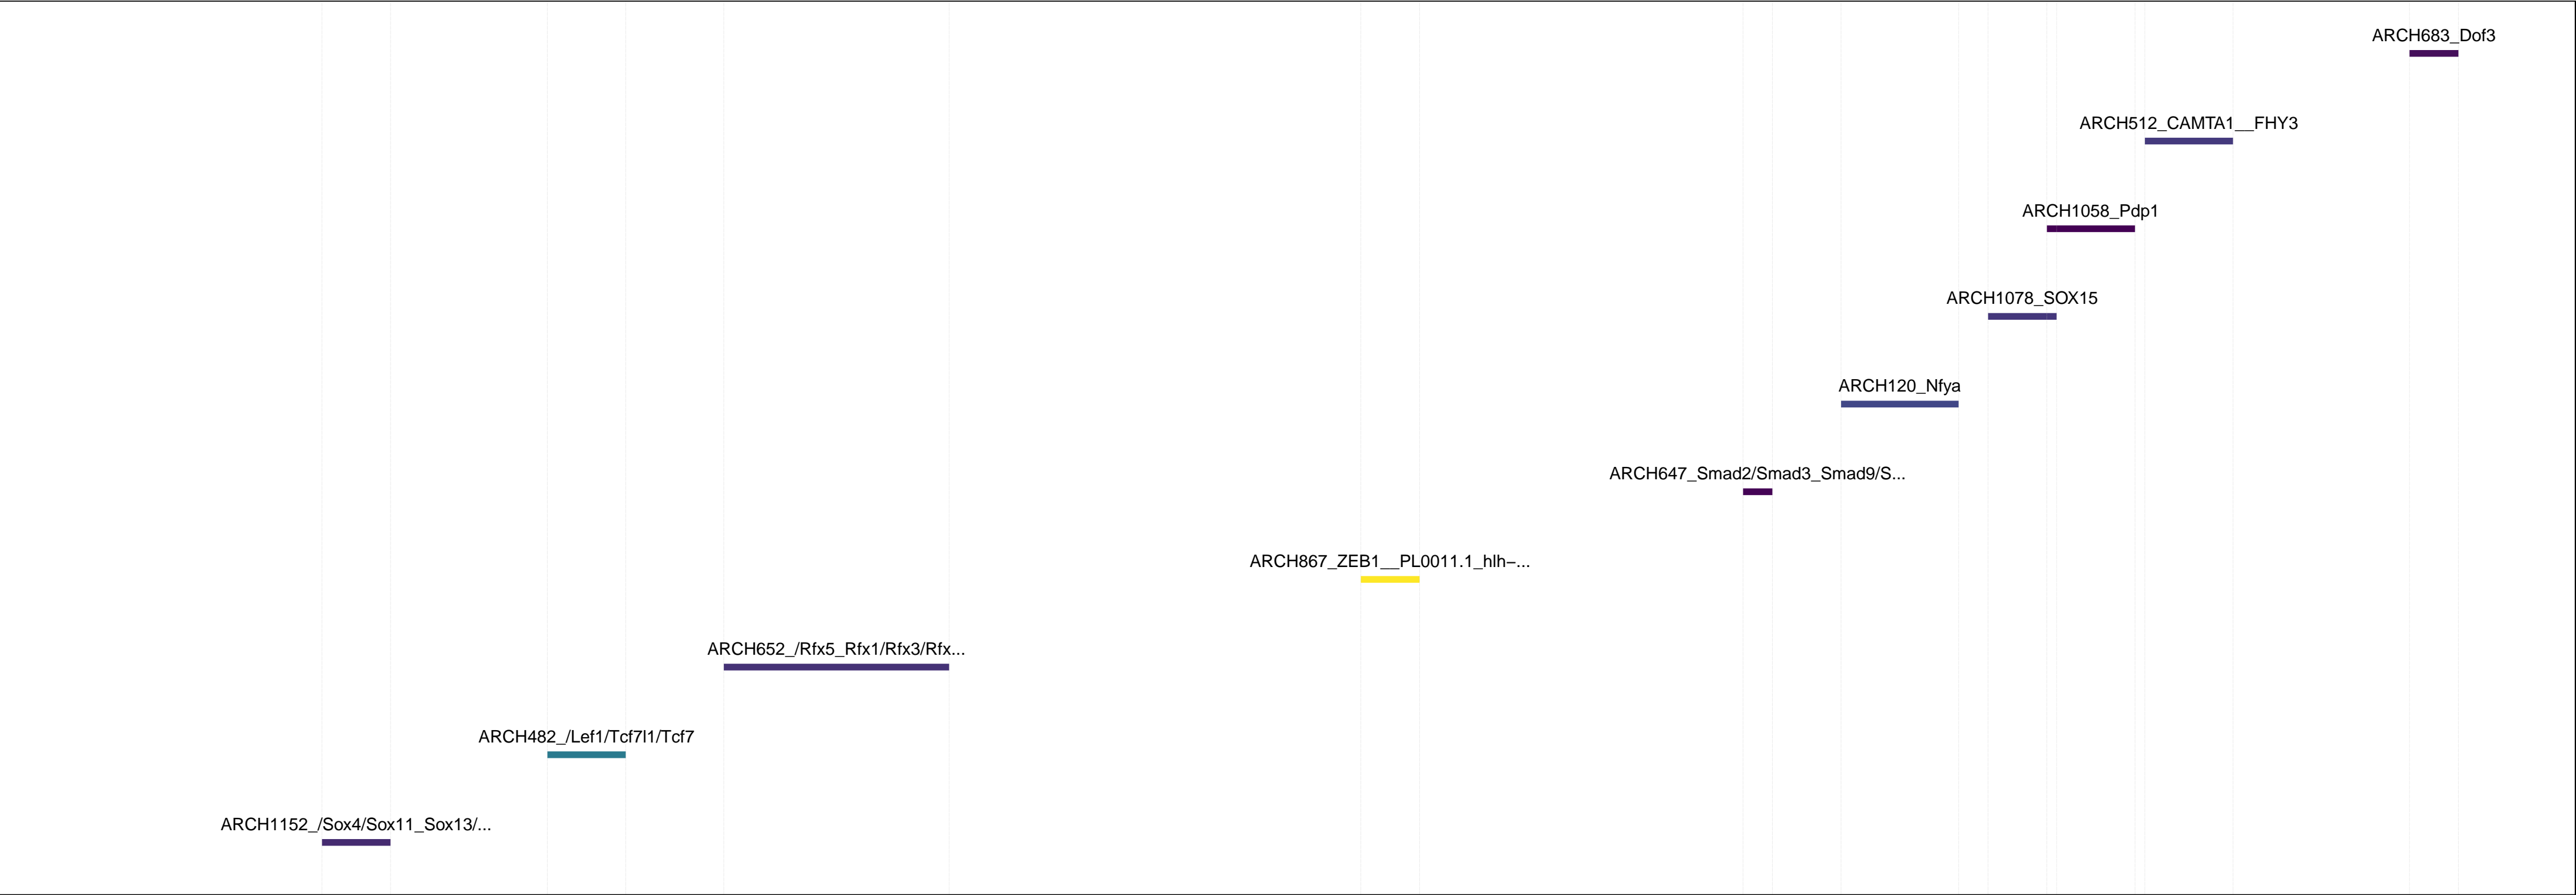 ARCH683_Dof3
ARCH512_CAMTA1__FHY3
ARCH1058_Pdp1
ARCH1078_SOX15
ARCH120_Nfya
ARCH647_Smad2/Smad3_Smad9/S...
ARCH867_ZEB1__PL0011.1_hlh−...
ARCH652_/Rfx5_Rfx1/Rfx3/Rfx...
ARCH482_/Lef1/Tcf7l1/Tcf7
ARCH1152_/Sox4/Sox11_Sox13/...